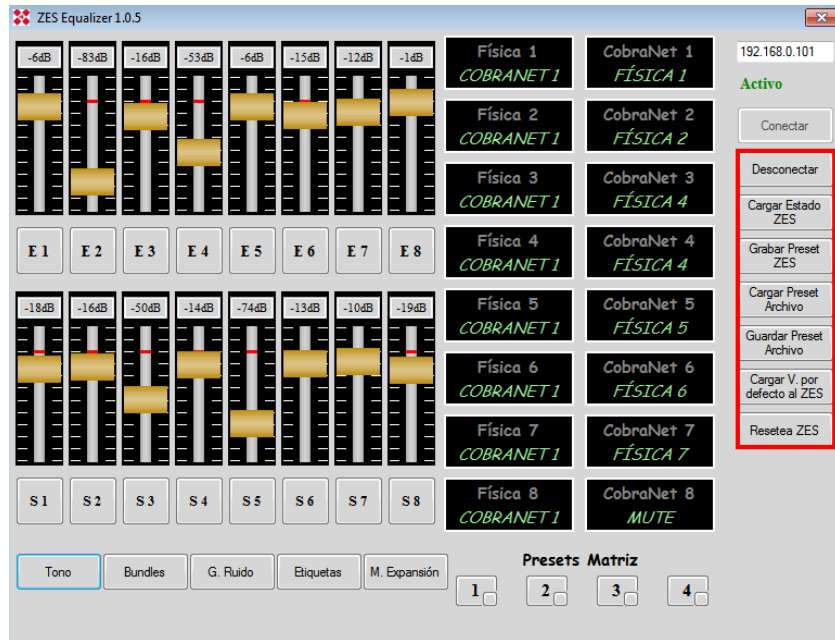 ZES Equalizer 1.0.5
-6dB -83dB -16dB -53dB -6dB -15dB -12dB -1dB
E 1 E 2 E 3 E 4 E 5 E 6 E 7 E 8
-18dB -16dB -50dB -14dB -74dB -13dB -10dB -19dB
S 1 S 2 S 3 S 4 S 5 S 6 S 7 S 8
Tono Bundles G. Ruido Etiquetas M. Expansión
Física 1 CobraNet 1
COBRANET 1 FÍSICA 1
Física 2 CobraNet 2
COBRANET 1 FÍSICA 2
Física 3 CobraNet 3
COBRANET 1 FÍSICA 4
Física 4 CobraNet 4
COBRANET 1 FÍSICA 4
Física 5 CobraNet 5
COBRANET 1 FÍSICA 5
Física 6 CobraNet 6
COBRANET 1 FÍSICA 6
Física 7 CobraNet 7
COBRANET 1 FÍSICA 7
Física 8 CobraNet 8
COBRANET 1 MUTE
Presets Matriz
1 2 3 4
192.168.0.101
Activo
Conectar
Desconectar
Cargar Estado
ZES
Grabar Preset
ZES
Cargar Preset
Archivo
Guardar Preset
Archivo
Cargar V. por
defecto al ZES
Resetea ZES